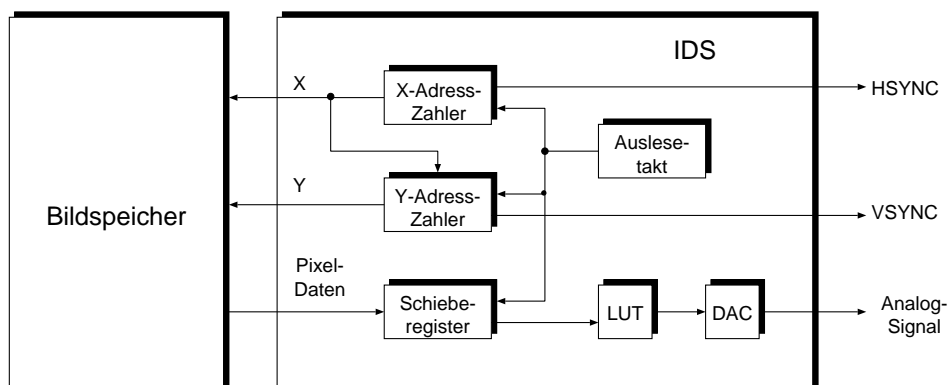 IDS
X
X-Adress-
Zahler
HSYNC
Auslese-
takt
Y
Y-Adress-
Zahler
Bildspeicher
VSYNC
Pixel-
Daten
Schiebe-
register
LUT
DAC
Analog-
Signal